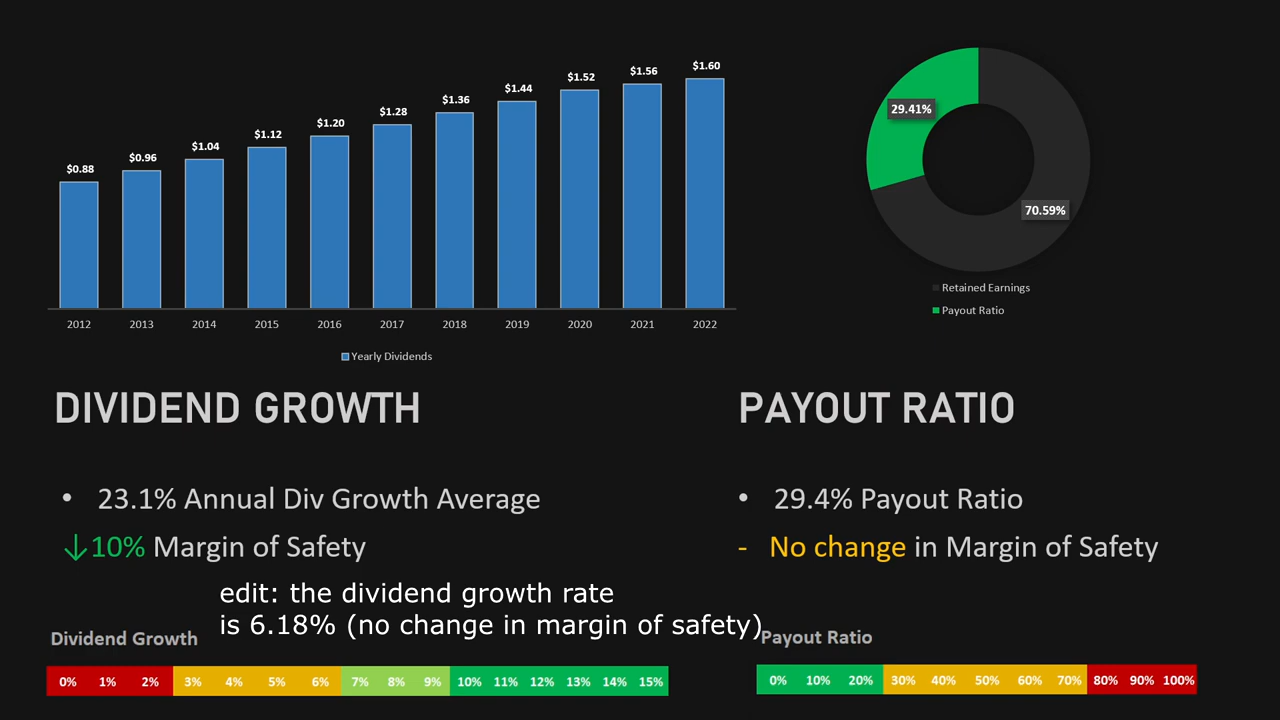 $0.88
$0.96
$1.04
$1.12
$1.20
$1.28
$1.36
$1.44
$1.52
$1.56
$1.60
2012 2013 2014 2015 2016 2017 2018 2019 2020 2021 2022
Yearly Dividends
29.41%
70.59%
Retained Earnings
Payout Ratio
DIVIDEND GROWTH
• 23.1% Annual Div Growth Average
↓10% Margin of Safety
edit: the dividend growth rate
is 6.18% (no change in margin of safety)
Dividend Growth
0% 1% 2% 3% 4% 5% 6% 7% 8% 9% 10% 11% 12% 13% 14% 15%
PAYOUT RATIO
• 29.4% Payout Ratio
- No change in Margin of Safety
Payout Ratio
0% 10% 20% 30% 40% 50% 60% 70% 80% 90% 100%